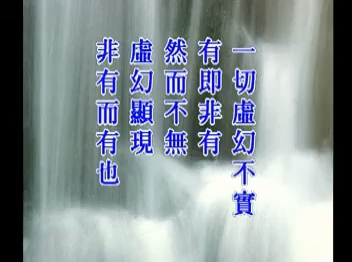 一切虛幻不實
有即非有
然而不無
虛幻顯現
非有而有也